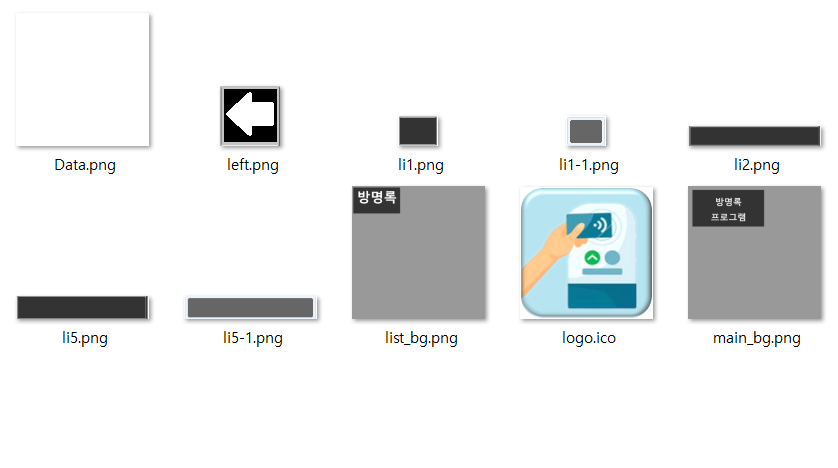 Data.png
left.png
li1.png
li1-1.png
li2.png
방명록
방명록
프로그램
li5.png
li5-1.png
list_bg.png
logo.ico
main_bg.png